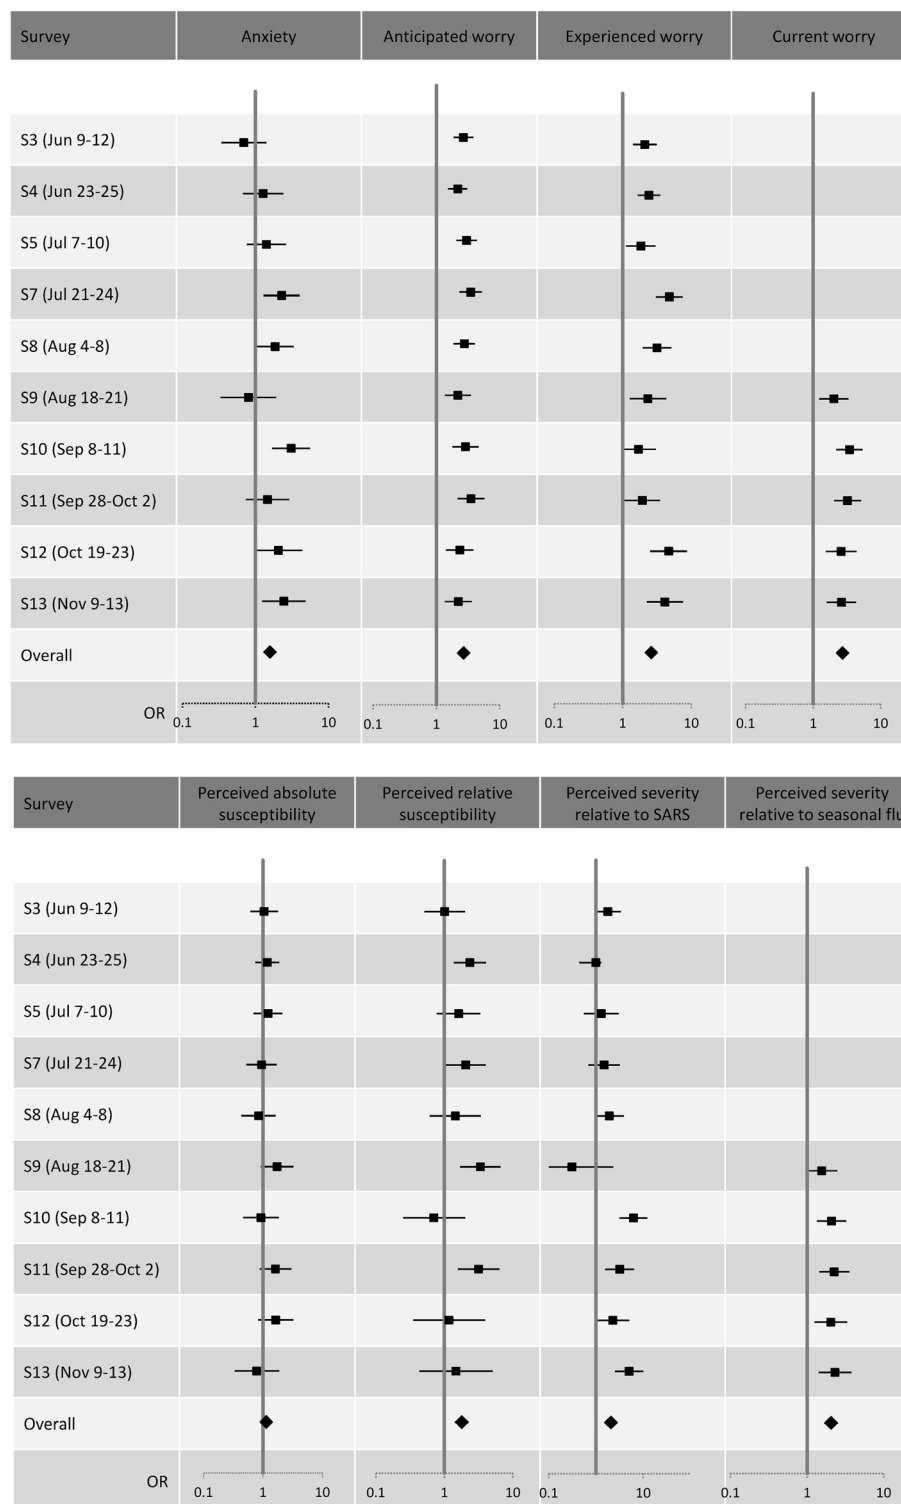 Survey Anxiety Anticipated worry Experienced worry Current worry
S3 (Jun 9-12)
S4 (Jun 23-25)
S5 (Jul 7-10)
S7 (Jul 21-24)
S8 (Aug 4-8)
S9 (Aug 18-21)
S10 (Sep 8-11)
S11 (Sep 28-Oct 2)
S12 (Oct 19-23)
S13 (Nov 9-13)
Overall
OR 0.1 1 10 0.1 1 10 0.1 1 10 0.1 1 10
Survey Perceived absolute susceptibility Perceived relative susceptibility Perceived severity relative to SARS Perceived severity relative to seasonal flu
S3 (Jun 9-12)
S4 (Jun 23-25)
S5 (Jul 7-10)
S7 (Jul 21-24)
S8 (Aug 4-8)
S9 (Aug 18-21)
S10 (Sep 8-11)
S11 (Sep 28-Oct 2)
S12 (Oct 19-23)
S13 (Nov 9-13)
Overall
OR 0.1 1 10 0.1 1 10 0.1 1 10 0.1 1 10